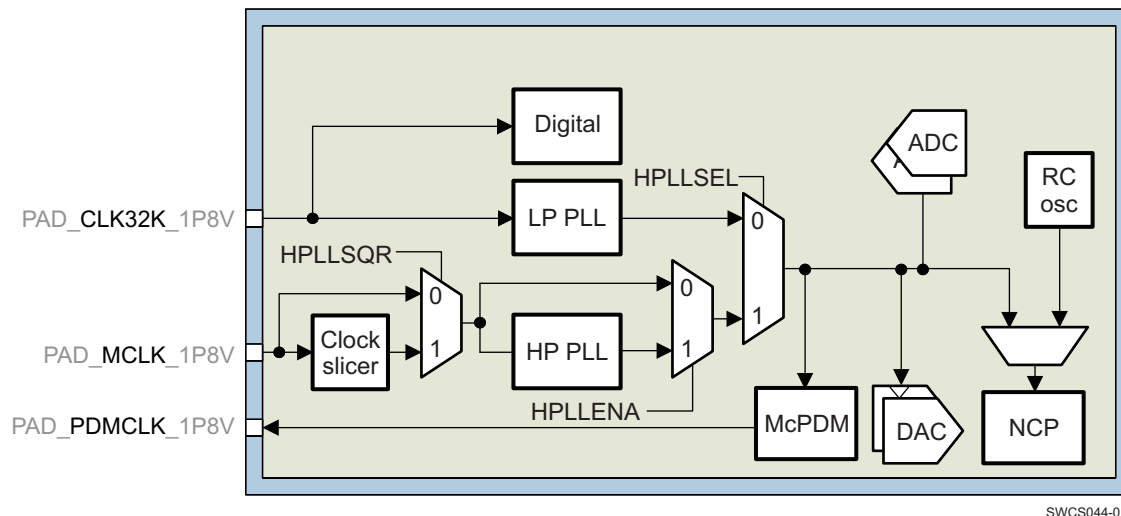 Digital
ADC
A
HPLLSEL
RC
osc
PAD_CLK32K_1P8V
LP PLL
0
HPLLSQR
0
0
1
PAD_MCLK_1P8V
Clock
slicer
1
HP PLL
1
HPLLENA
PAD_PDMCLK_1P8V
McPDM
DAC
NCP
SWCS044-0